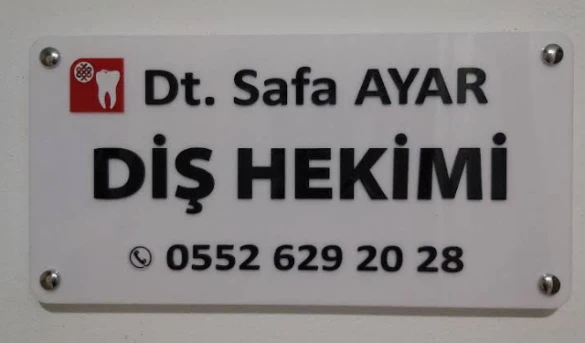 Dt. Safa AYAR
DİŞ HEKİMİ
0552 629 20 28